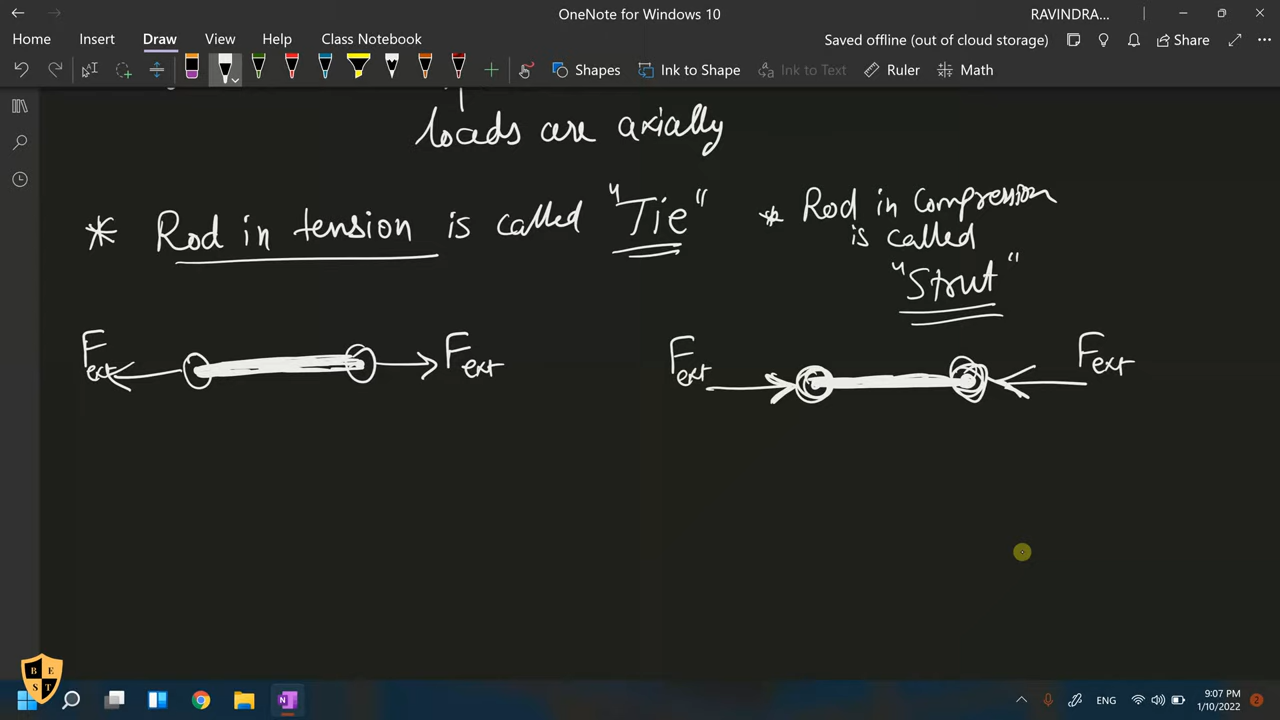 OneNote for Windows 10
RAVINDRA...
Home Insert Draw View Help Class Notebook
Saved offline (out of cloud storage)
Share
Shapes
Ink to Shape
Ink to Text
Ruler
Math
loads are axially
* Rod in tension is called "Tie"
* Rod in Compression
is called
"Strut"
Fext
Fext
Fext
Fext
B E
S T
ENG
9:07 PM
1/10/2022
2